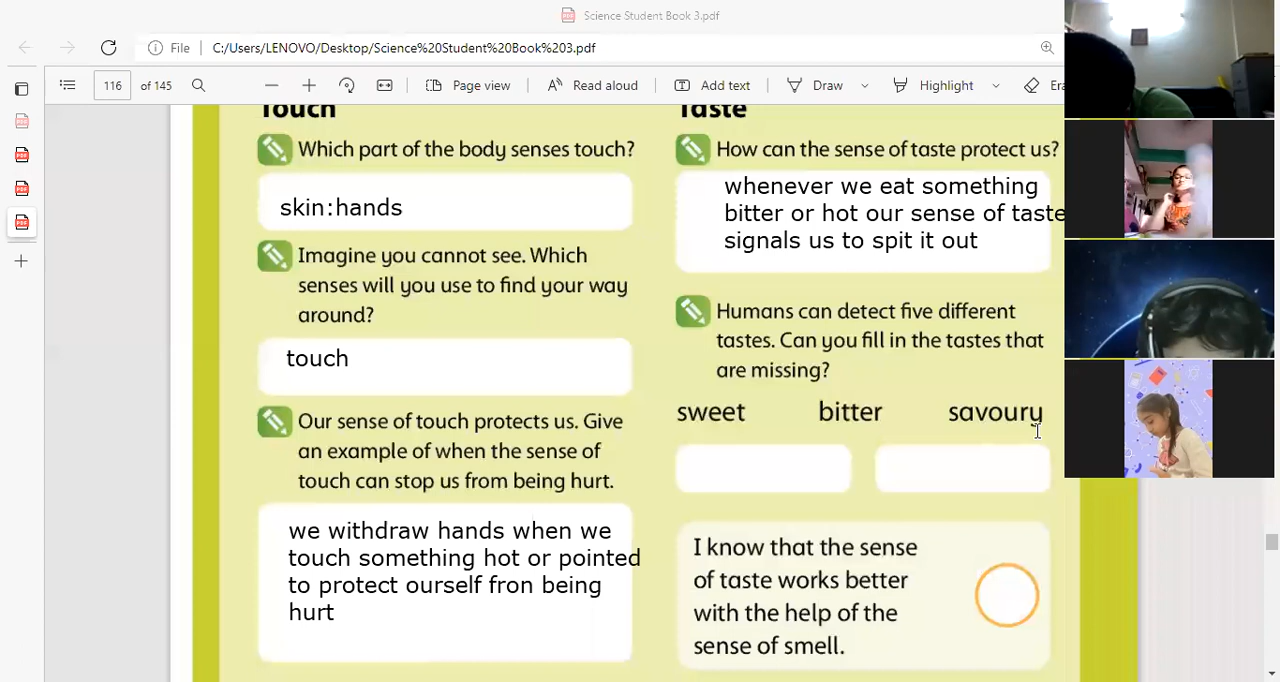 Science Student Book 3.pdf
File C:/Users/LENOVO/Desktop/Science%20Student%20Book%203.pdf
116 of 145 Page view Read aloud Add text Draw Highlight Era
Touch
Which part of the body senses touch?
skin:hands
Imagine you cannot see. Which
senses will you use to find your way
around?
touch
Our sense of touch protects us. Give
an example of when the sense of
touch can stop us from being hurt.
we withdraw hands when we
touch something hot or pointed
to protect ourself fron being
hurt
Taste
How can the sense of taste protect us?
whenever we eat something
bitter or hot our sense of taste
signals us to spit it out
Humans can detect five different
tastes. Can you fill in the tastes that
are missing?
sweet bitter savoury
I know that the sense
of taste works better
with the help of the
sense of smell.